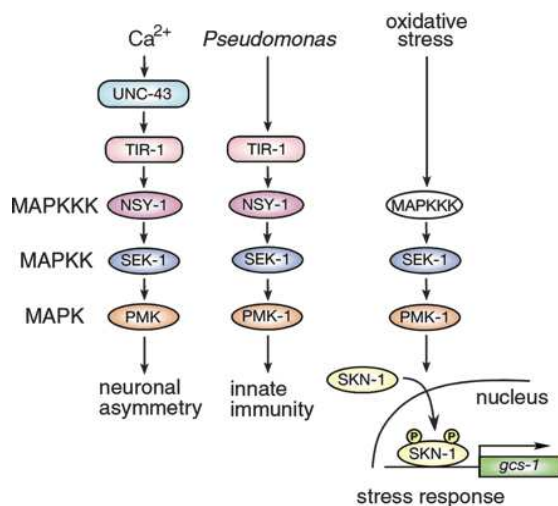 Ca2+
Pseudomonas
oxidative
stress
UNC-43
TIR-1
TIR-1
MAPKKK
NSY-1
NSY-1
MAPKKK
MAPKK
SEK-1
SEK-1
SEK-1
MAPK
PMK
PMK-1
PMK-1
neuronal
asymmetry
innate
immunity
SKN-1
nucleus
P
P
SKN-1
gcs-1
stress response